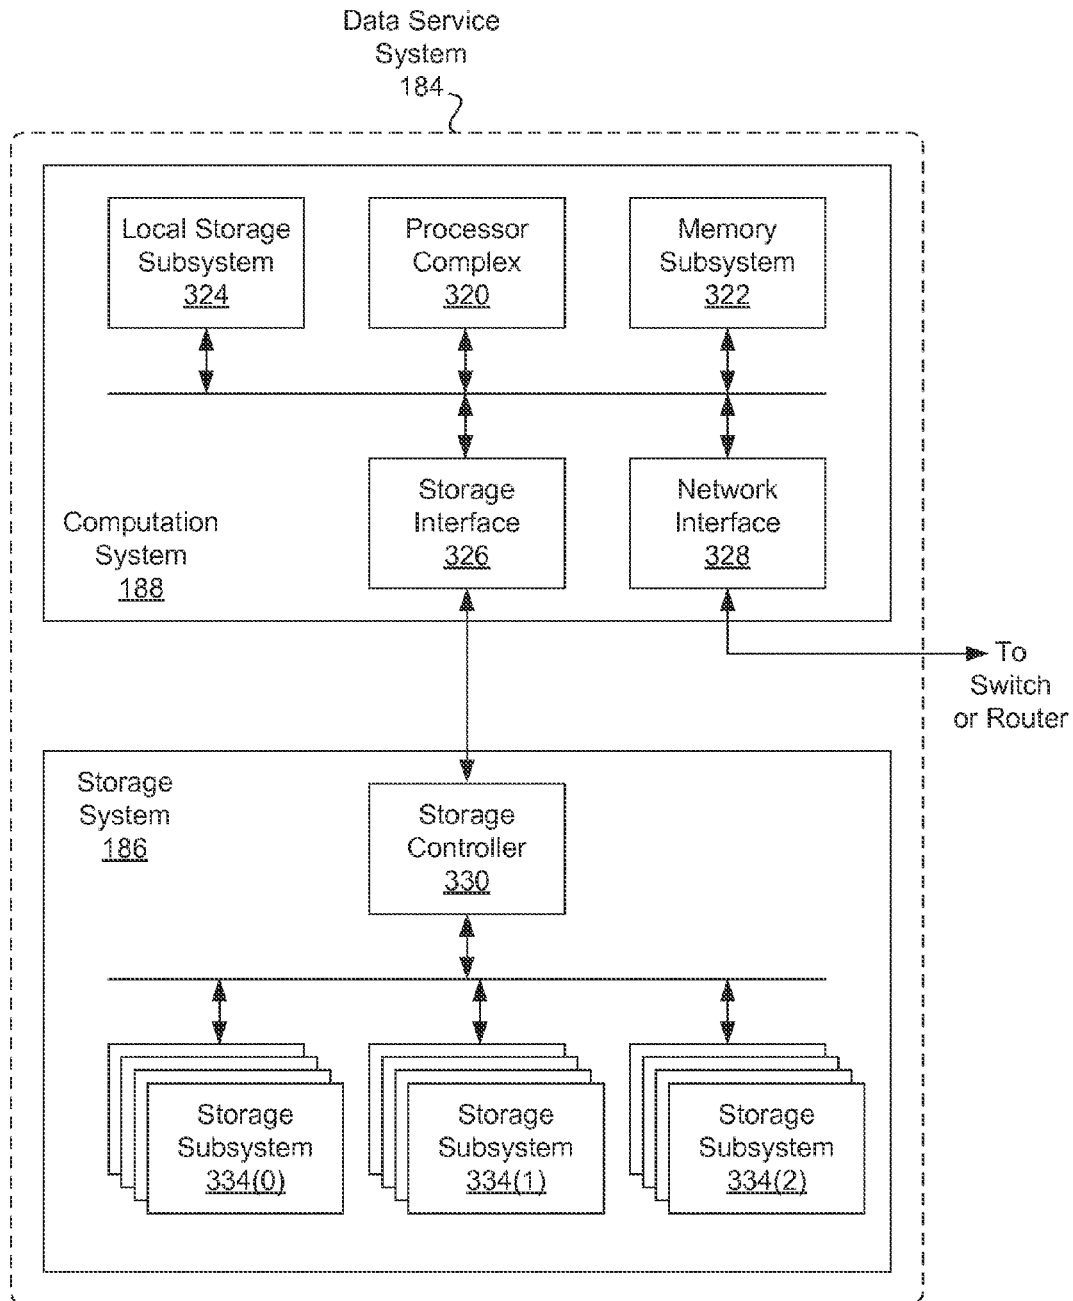 Data Service
System
184
Local Storage
Subsystem
324
Processor
Complex
320
Memory
Subsystem
322
Storage
Interface
326
Network
Interface
328
Computation
System
188
To
Switch
or Router
Storage
System
186
Storage
Controller
330
Storage
Subsystem
334(0)
Storage
Subsystem
334(1)
Storage
Subsystem
334(2)